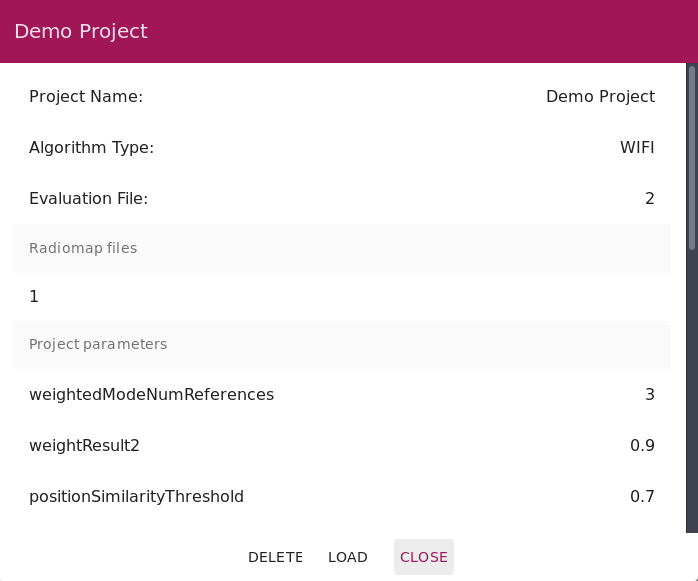 Demo Project
Project Name: Demo Project
Algorithm Type: WIFI
Evaluation File: 2
Radiomap files
1
Project parameters
weightedModeNumReferences 3
weightResult2 0.9
positionSimilarityThreshold 0.7
DELETE LOAD CLOSE